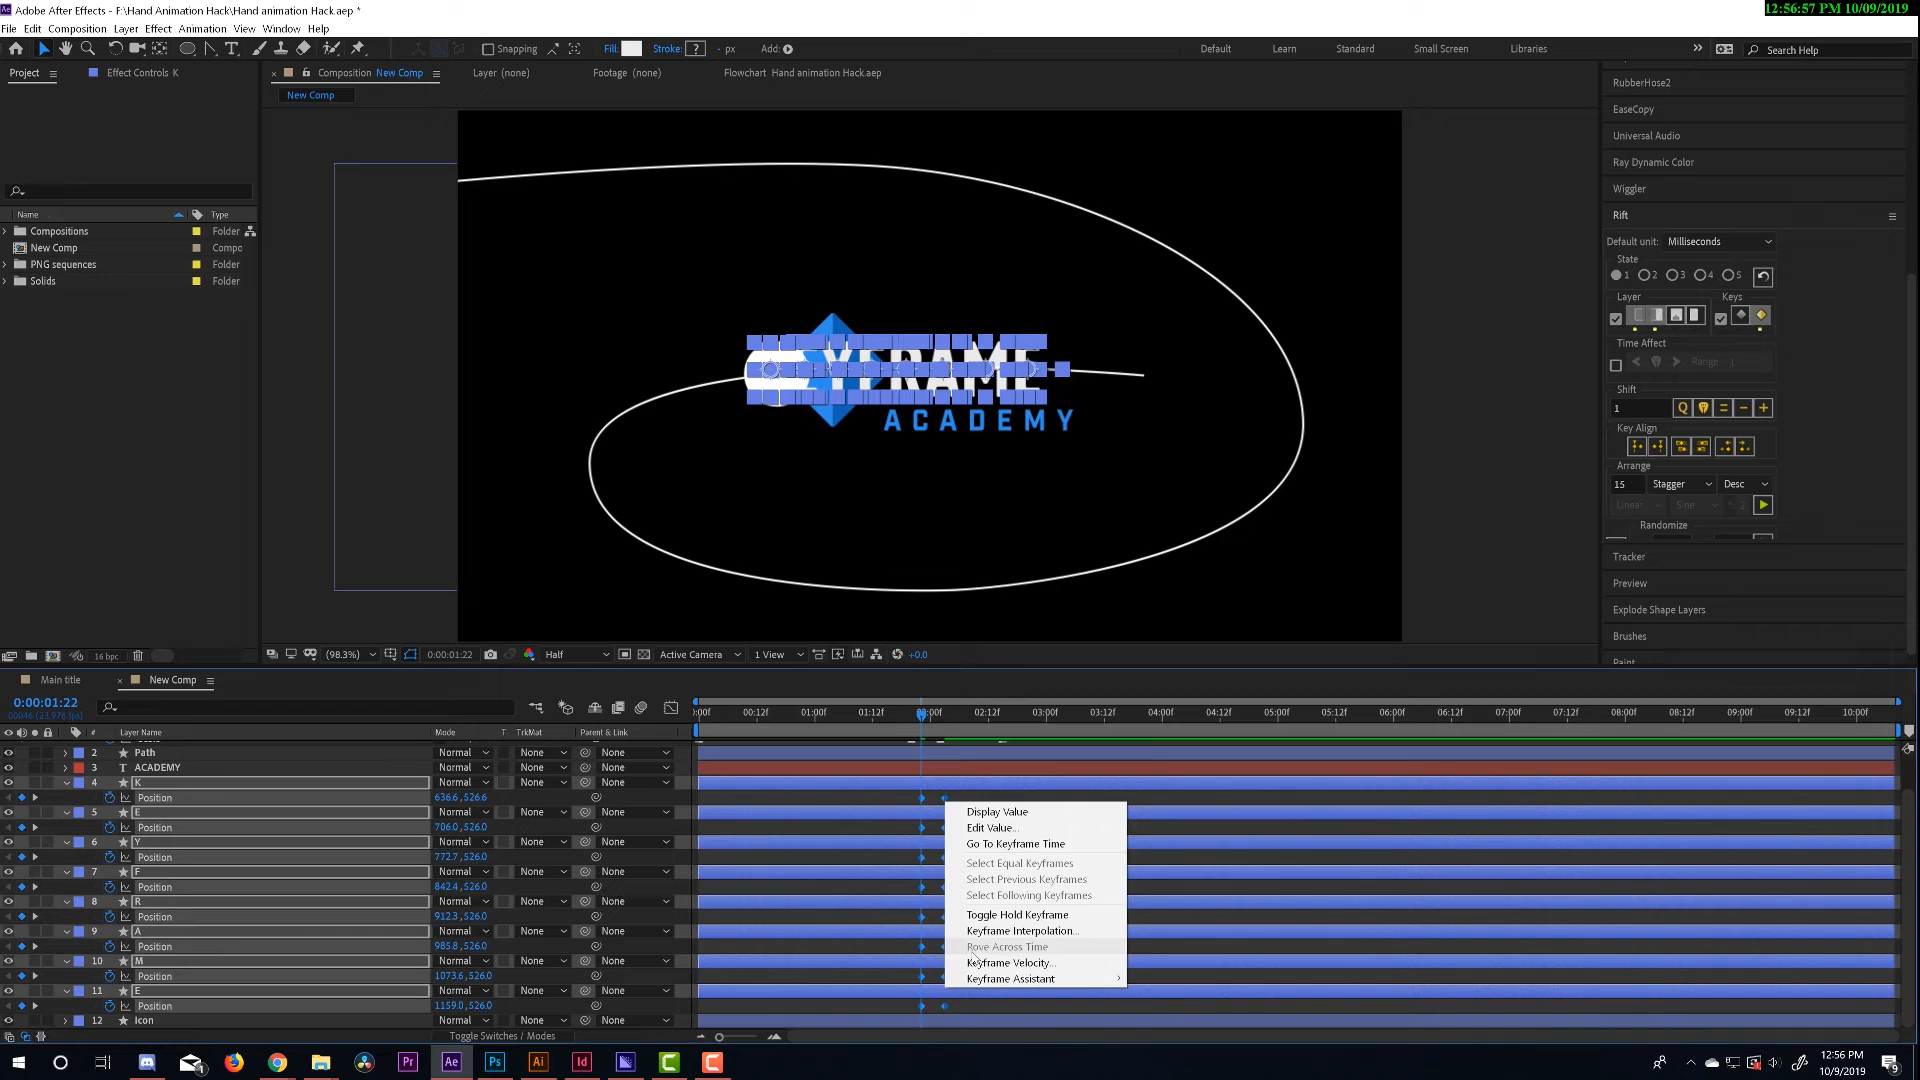 12:56:57 PM 10/09/2019
Adobe After Effects - F:\Hand Animation Hack\Hand animation Hack.aep *
File Edit Composition Layer Effect Animation View Window Help
Snapping Fill: Stroke: ? - px Add: Default Learn Standard Small Screen Libraries Search Help
Project Effect Controls K Composition New Comp Layer (none) Footage (none) Flowchart Hand animation Hack.aep
New Comp
RubberHose2
EaseCopy
Universal Audio
Ray Dynamic Color
Wiggler
Rift
Name Type
Compositions Folder
New Comp Compo
PNG sequences Folder
Solids Folder
Default unit: Milliseconds
State
1 2 3 4 5
Layer Keys
Time Affect
Range 1
Shift
1 Q
Key Align
Arrange
15 Stagger Desc
Linear Sine 2
Randomize
Tracker
Preview
Explode Shape Layers
Brushes
Paint
YFRAME
ACADEMY
16 bpc (98.3%) 0:00:01:22 Half Active Camera 1 View +0.0
Main title New Comp
0:00:01:22
00046 (23.976 fps)
:00f 00:12f 01:00f 01:12f 2:00f 02:12f 03:00f 03:12f 04:00f 04:12f 05:00f 05:12f 06:00f 06:12f 07:00f 07:12f 08:00f 08:12f 09:00f 09:12f 10:00f
# Layer Name Mode T TrkMat Parent & Link
2 Path Normal None None
3 T ACADEMY Normal None None
4 K Normal None None
Position 636.6,526.6
5 E Normal None None
Position 706.0,526.0
6 Y Normal None None
Position 772.7,526.0
7 F Normal None None
Position 842.4,526.0
8 R Normal None None
Position 912.3,526.0
9 A Normal None None
Position 985.8,526.0
10 M Normal None None
Position 1073.6,526.0
11 E Normal None None
Position 1159.0,526.0
12 Icon Normal None None
Toggle Switches / Modes
Display Value
Edit Value...
Go To Keyframe Time
Select Equal Keyframes
Select Previous Keyframes
Select Following Keyframes
Toggle Hold Keyframe
Keyframe Interpolation...
Rove Across Time
Keyframe Velocity...
Keyframe Assistant
1 Pr Ae Ps Ai Id 12:56 PM
10/9/2019 9